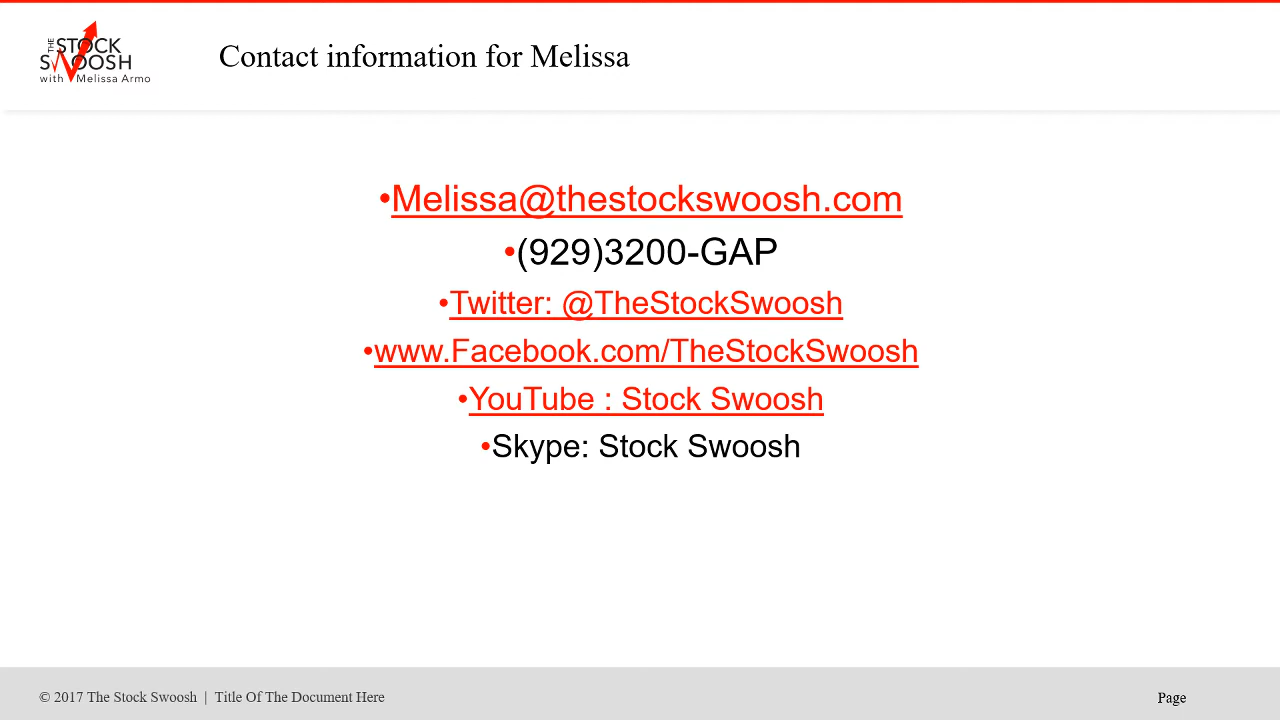 THE
STOCK
SWOOSH
with Melissa Armo
Contact information for Melissa
•Melissa@thestockswoosh.com
•(929)3200-GAP
•Twitter: @TheStockSwoosh
•www.Facebook.com/TheStockSwoosh
•YouTube : Stock Swoosh
•Skype: Stock Swoosh
© 2017 The Stock Swoosh | Title Of The Document Here
Page